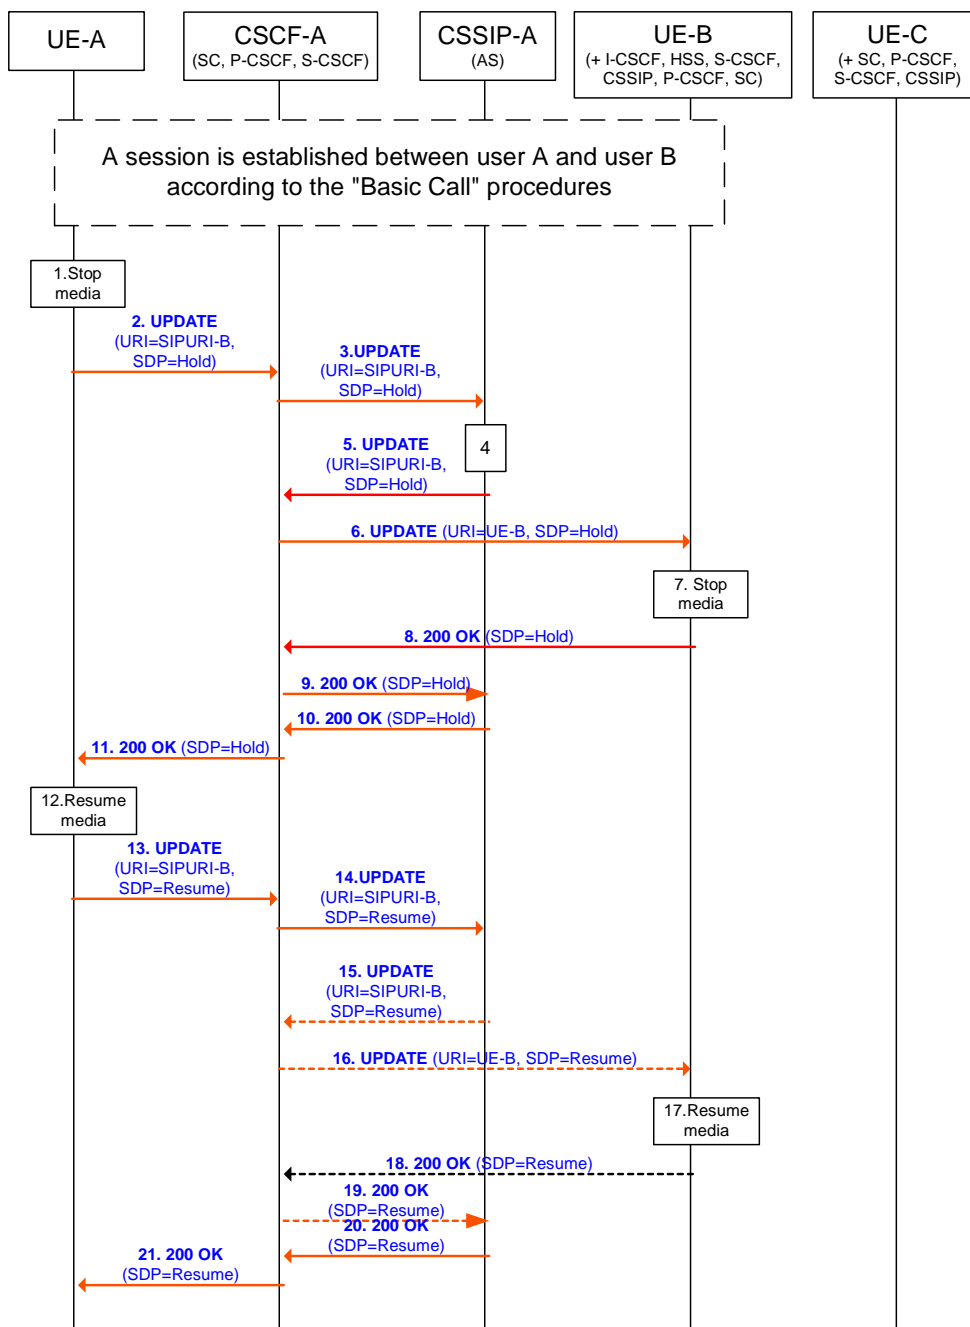 UE-A
CSCF-A
(SC, P-CSCF, S-CSCF)
CSSIP-A
(AS)
UE-B
(+ I-CSCF, HSS, S-CSCF,
CSSIP, P-CSCF, SC)
UE-C
(+ SC, P-CSCF,
S-CSCF, CSSIP)
A session is established between user A and user B
according to the "Basic Call" procedures
1.Stop
media
2. UPDATE
(URI=SIPURI-B,
SDP=Hold)
3.UPDATE
(URI=SIPURI-B,
SDP=Hold)
4
5. UPDATE
(URI=SIPURI-B,
SDP=Hold)
6. UPDATE (URI=UE-B, SDP=Hold)
7. Stop
media
8. 200 OK (SDP=Hold)
9. 200 OK (SDP=Hold)
10. 200 OK (SDP=Hold)
11. 200 OK (SDP=Hold)
12.Resume
media
13. UPDATE
(URI=SIPURI-B,
SDP=Resume)
14.UPDATE
(URI=SIPURI-B,
SDP=Resume)
15. UPDATE
(URI=SIPURI-B,
SDP=Resume)
16. UPDATE (URI=UE-B, SDP=Resume)
17.Resume
media
18. 200 OK (SDP=Resume)
19. 200 OK
(SDP=Resume)
20. 200 OK
(SDP=Resume)
21. 200 OK
(SDP=Resume)